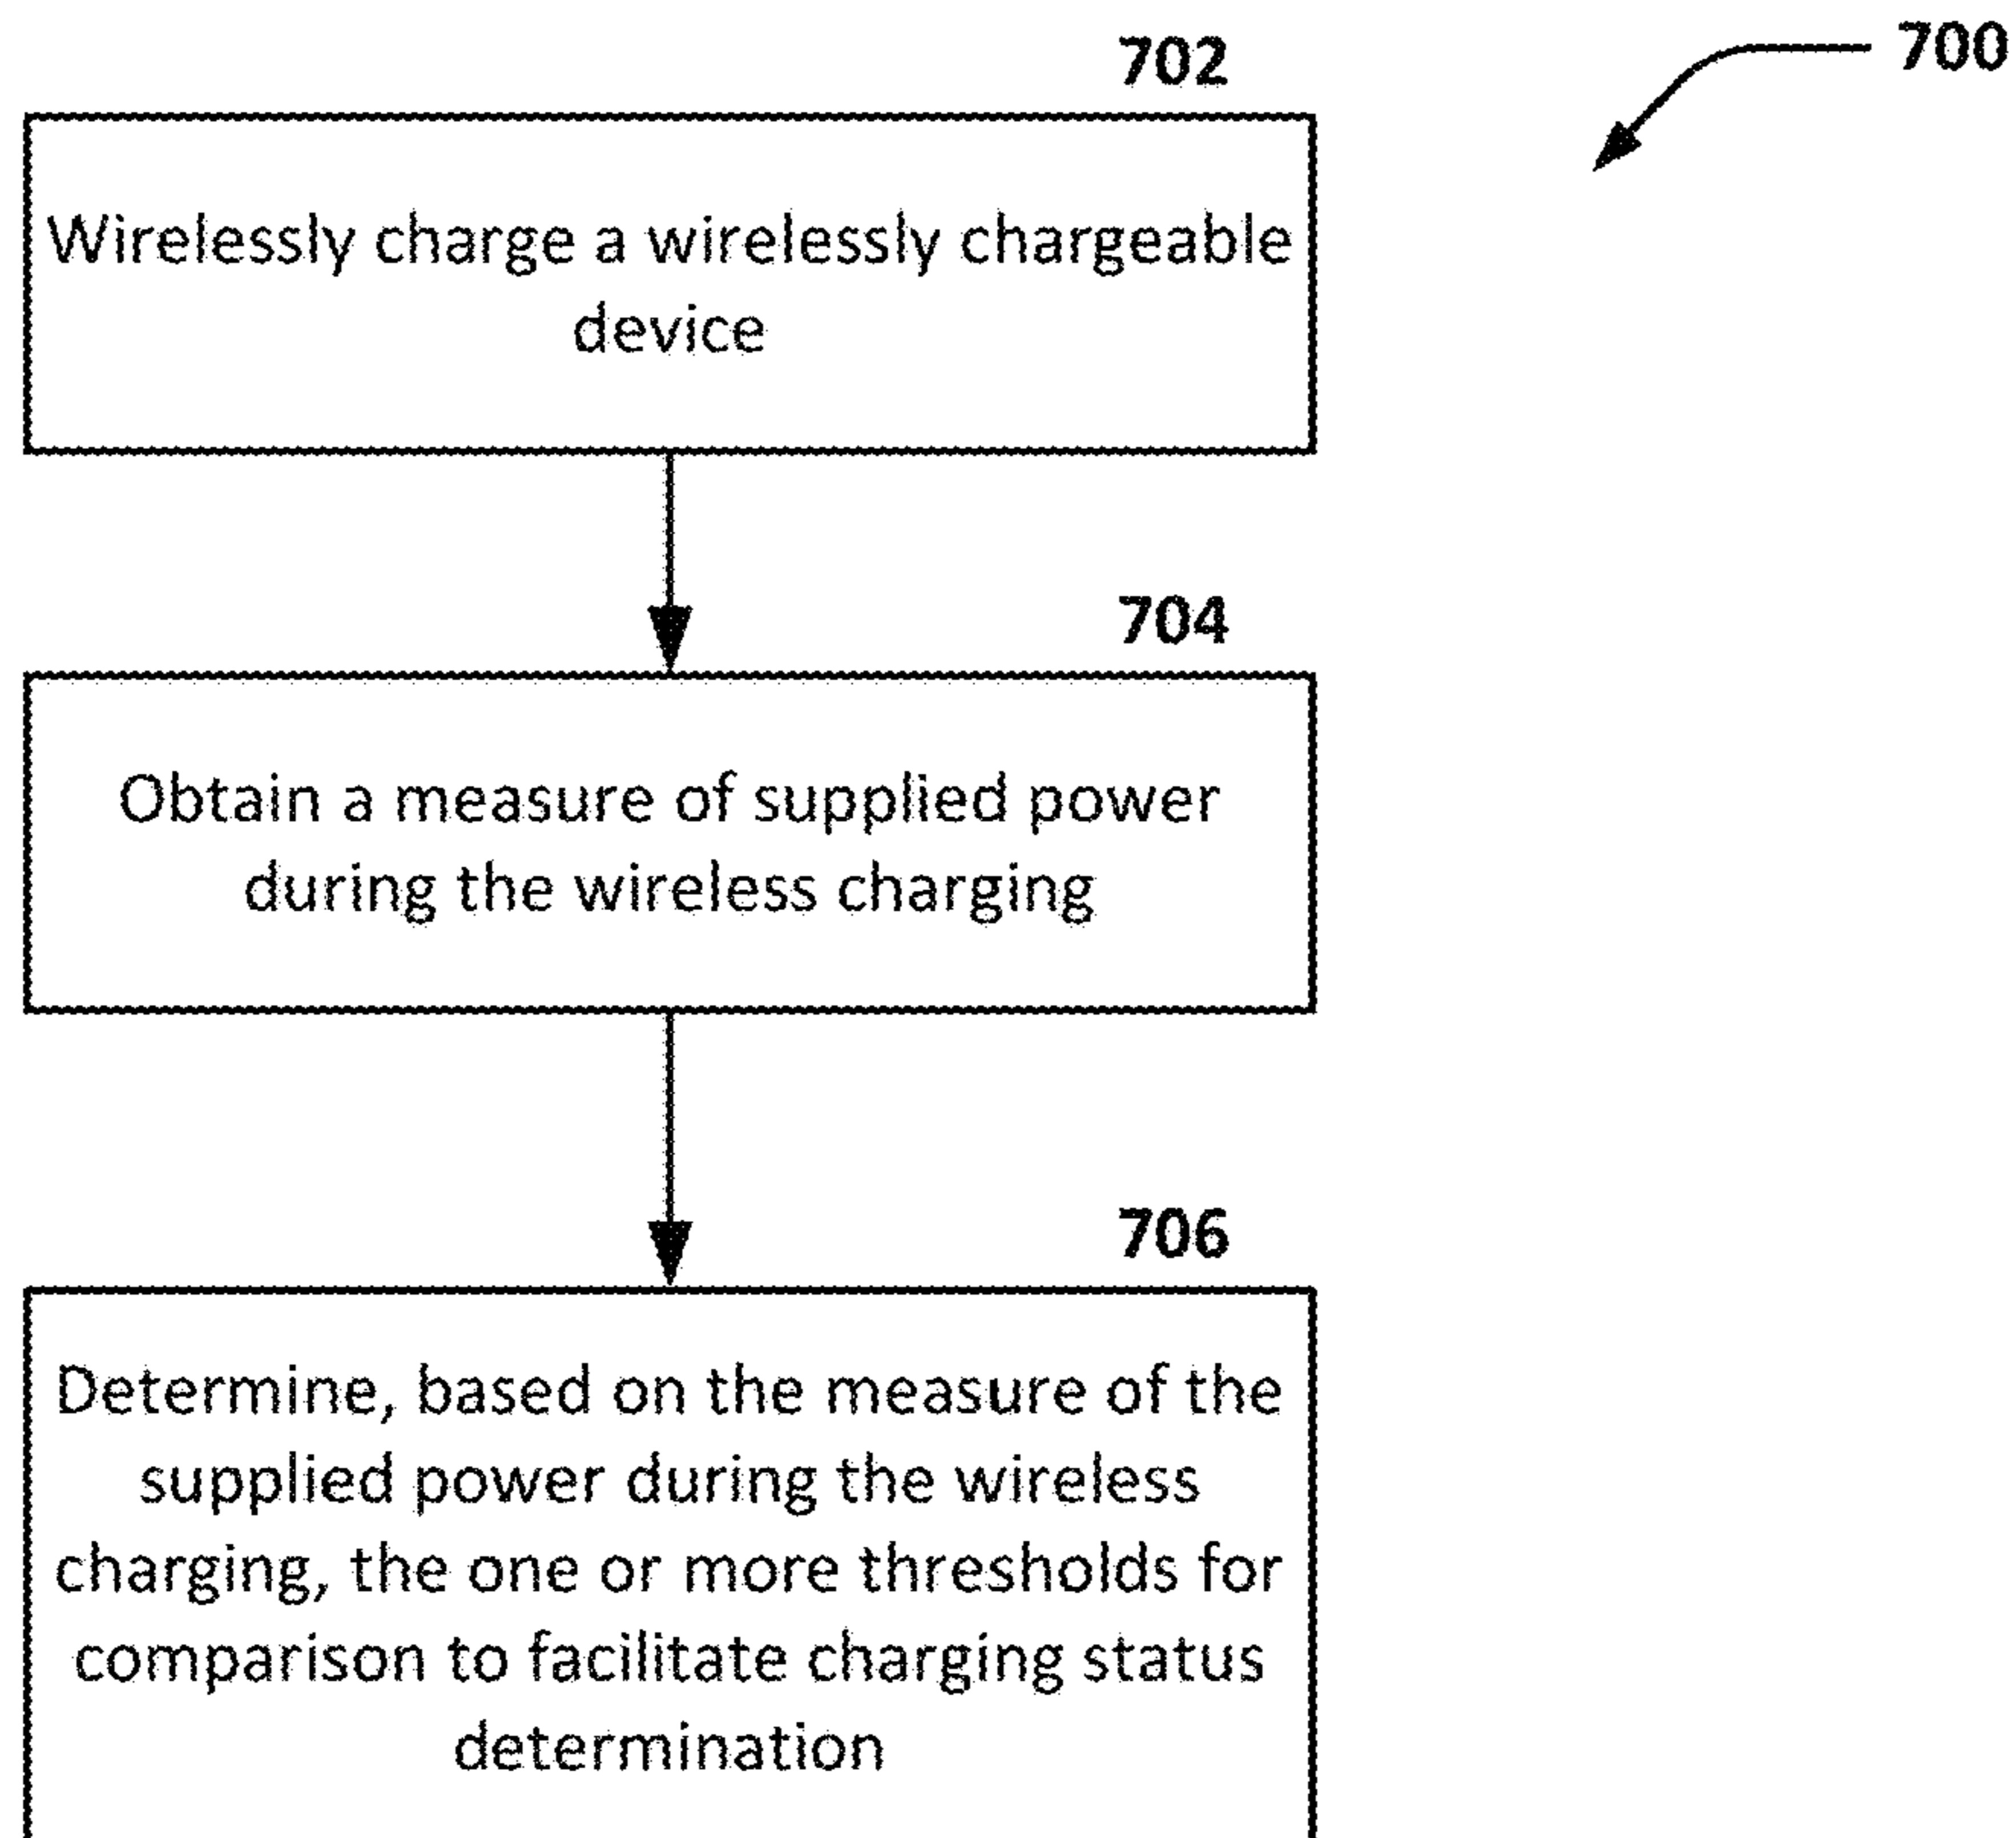 702
700
Wirelessly charge a wirelessly chargeable
device
704
Obtain a measure of supplied power
during the wireless charging
706
Determine, based on the measure of the
supplied power during the wireless
charging, the one or more thresholds for
comparison to facilitate charging status
determination